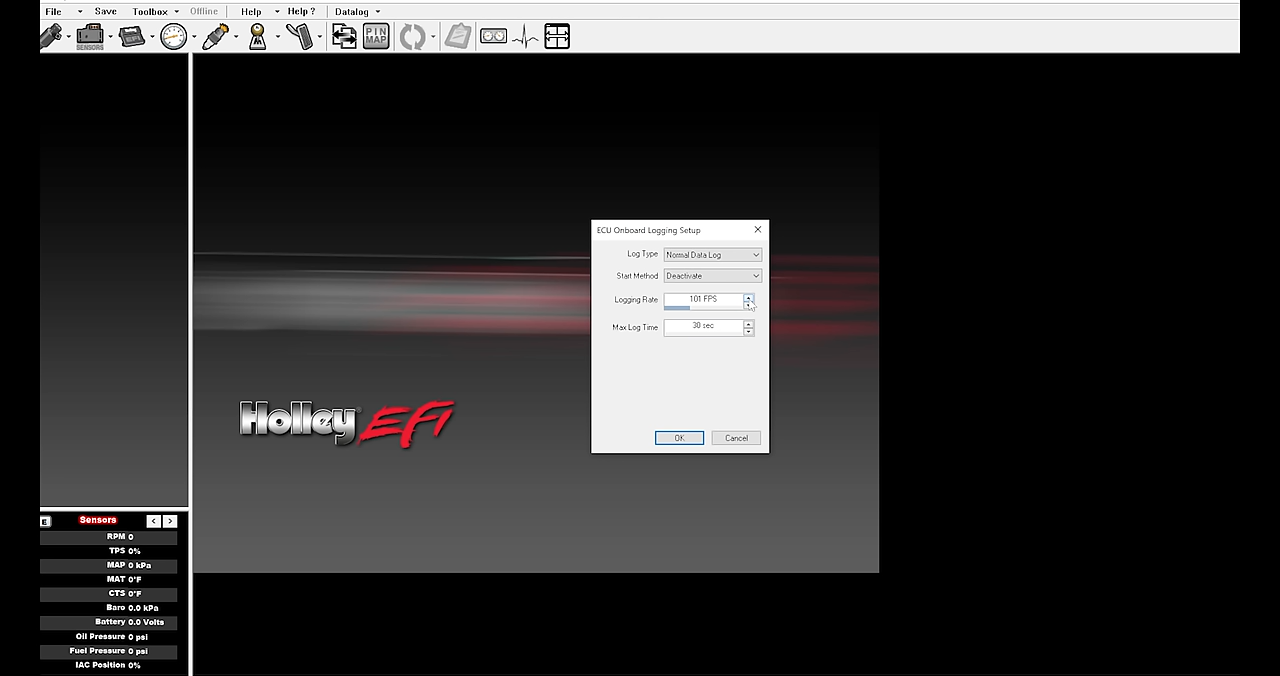 File Save Toolbox Offline Help Help ? Datalog
SENSORS
EFI
PIN
MAP
ECU Onboard Logging Setup
Log Type Normal Data Log
Start Method Deactivate
Logging Rate 101 FPS
Max Log Time 30 sec
OK Cancel
Holley EFI
E Sensors < >
RPM 0
TPS 0%
MAP 0 kPa
MAT 0°F
CTS 0°F
Baro 0.0 kPa
Battery 0.0 Volts
Oil Pressure 0 psi
Fuel Pressure 0 psi
IAC Position 0%